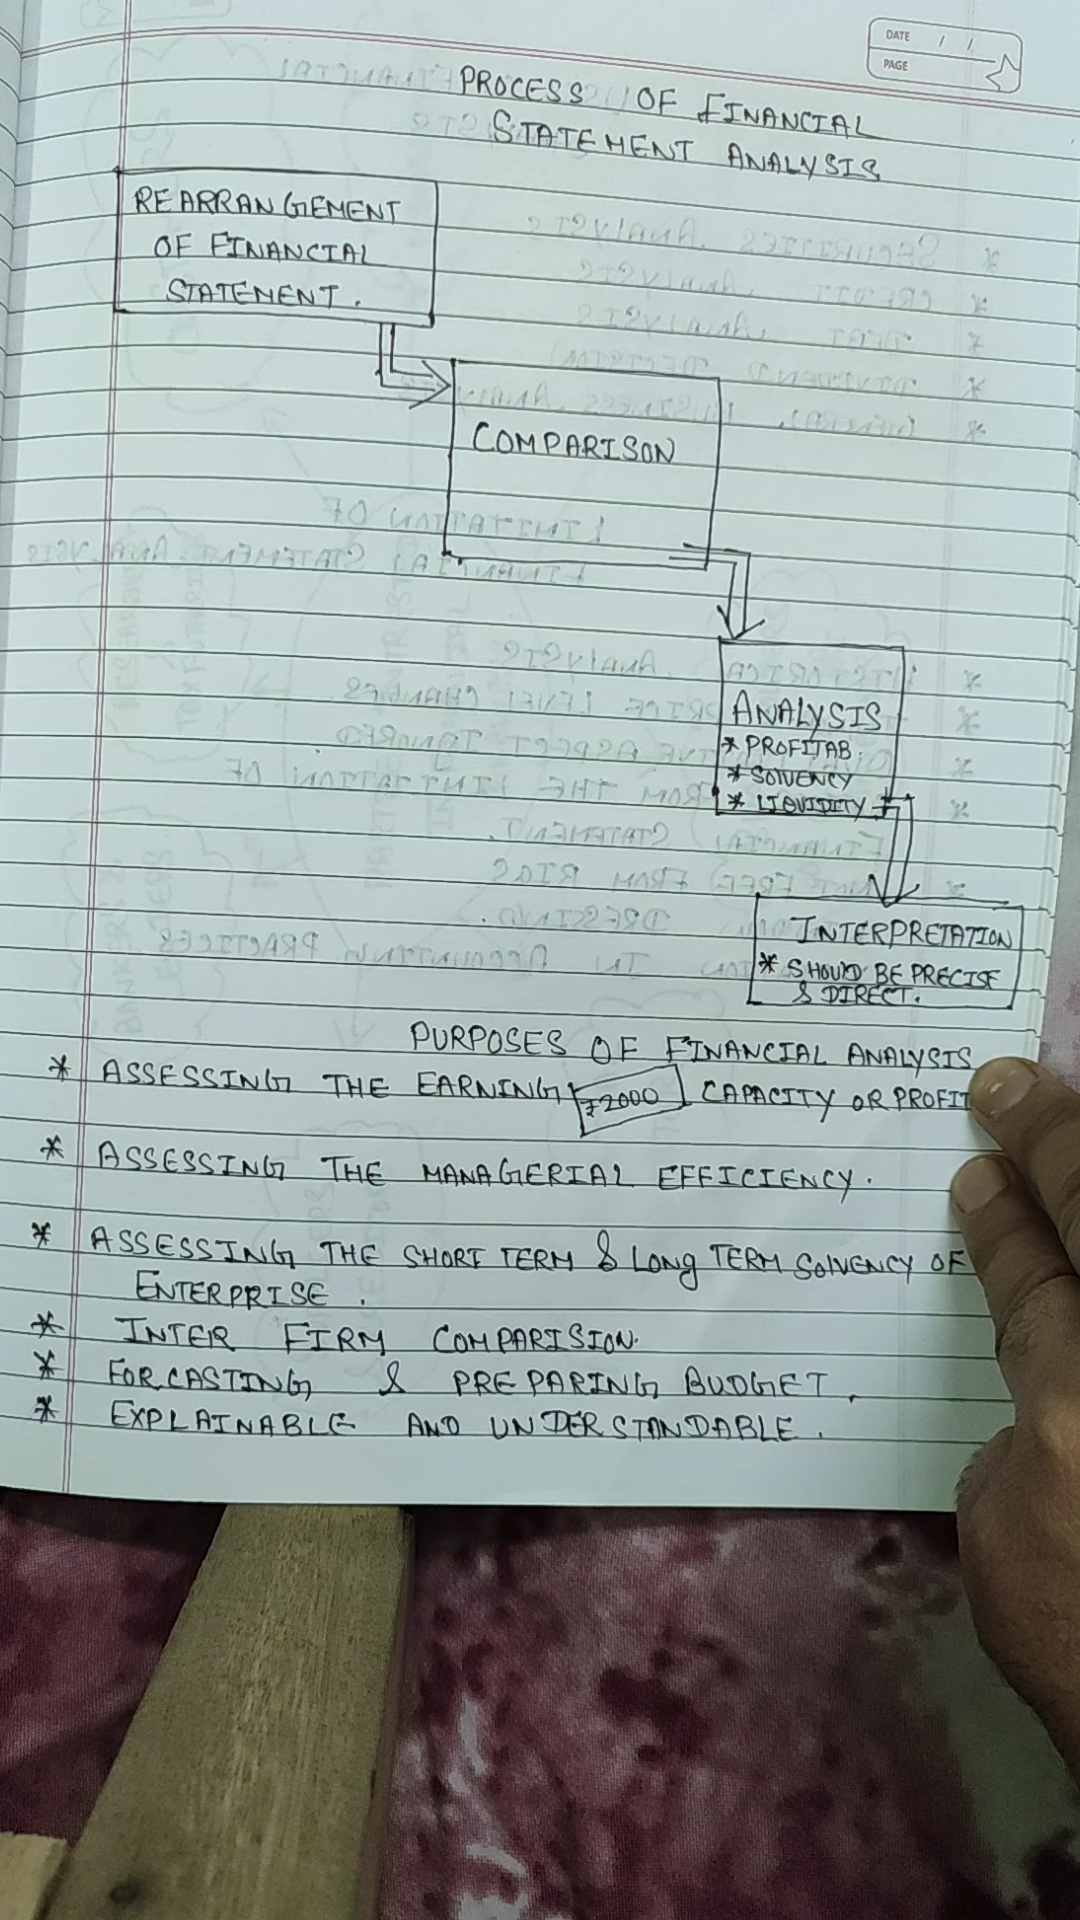 DATE / /
PAGE
PROCESS OF FINANCIAL
STATEMENT ANALYSIS
REARRANGEMENT
OF FINANCIAL
STATEMENT.
COMPARISON
ANALYSIS
* PROFITAB.
* SOLVENCY
* LIQUIDITY
INTERPRETATION
* SHOULD BE PRECISE
& DIRECT.
PURPOSES OF FINANCIAL ANALYSIS
* ASSESSING THE EARNING ₹2000 CAPACITY OR PROFIT
* ASSESSING THE MANAGERIAL EFFICIENCY.
* ASSESSING THE SHORT TERM & LONG TERM SOLVENCY OF
ENTERPRISE.
* INTER FIRM COMPARISION.
* FORCASTING & PREPARING BUDGET.
* EXPLAINABLE AND UNDERSTANDABLE.